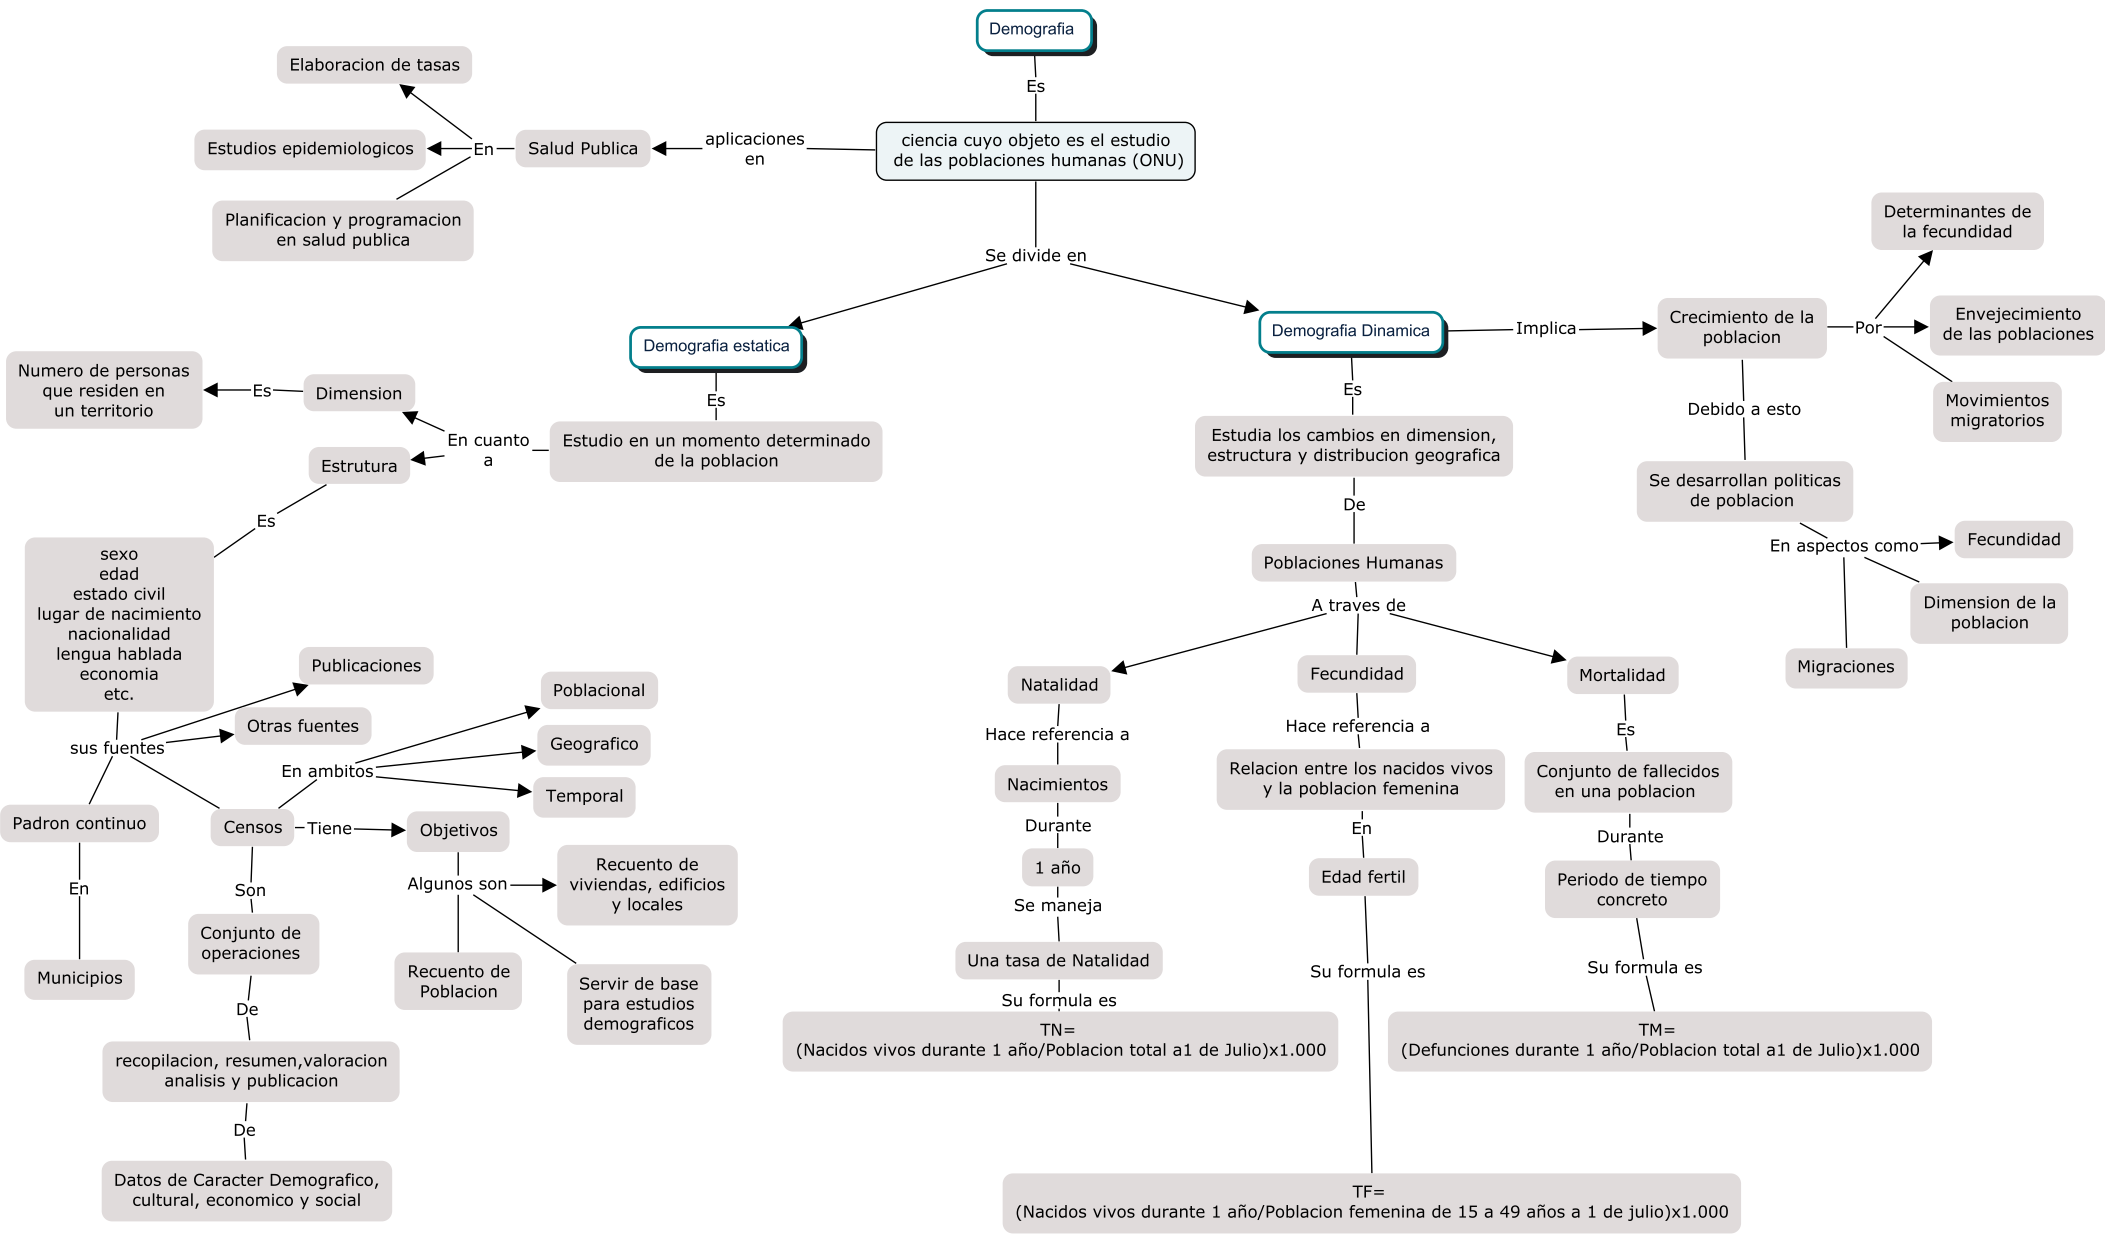 Demografia
Es
ciencia cuyo objeto es el estudio
de las poblaciones humanas (ONU)
aplicaciones
en
Salud Publica
En
Elaboracion de tasas
Estudios epidemiologicos
Planificacion y programacion
en salud publica
Se divide en
Demografia estatica
Es
Estudio en un momento determinado
de la poblacion
En cuanto
a
Dimension
Es
Numero de personas
que residen en
un territorio
Estrutura
Es
sexo
edad
estado civil
lugar de nacimiento
nacionalidad
lengua hablada
economia
etc.
sus fuentes
Publicaciones
Otras fuentes
Padron continuo
En
Municipios
Censos
En ambitos
Poblacional
Geografico
Temporal
Tiene
Objetivos
Algunos son
Recuento de
viviendas, edificios
y locales
Recuento de
Poblacion
Servir de base
para estudios
demograficos
Son
Conjunto de
operaciones
De
recopilacion, resumen,valoracion
analisis y publicacion
De
Datos de Caracter Demografico,
cultural, economico y social
Demografia Dinamica
Es
Estudia los cambios en dimension,
estructura y distribucion geografica
De
Poblaciones Humanas
A traves de
Natalidad
Hace referencia a
Nacimientos
Durante
1 año
Se maneja
Una tasa de Natalidad
Su formula es
TN=
(Nacidos vivos durante 1 año/Poblacion total a1 de Julio)x1.000
Fecundidad
Hace referencia a
Relacion entre los nacidos vivos
y la poblacion femenina
En
Edad fertil
Su formula es
TF=
(Nacidos vivos durante 1 año/Poblacion femenina de 15 a 49 años a 1 de julio)x1.000
Mortalidad
Es
Conjunto de fallecidos
en una poblacion
Durante
Periodo de tiempo
concreto
Su formula es
TM=
(Defunciones durante 1 año/Poblacion total a1 de Julio)x1.000
Implica
Crecimiento de la
poblacion
Por
Determinantes de
la fecundidad
Envejecimiento
de las poblaciones
Movimientos
migratorios
Debido a esto
Se desarrollan politicas
de poblacion
En aspectos como
Fecundidad
Dimension de la
poblacion
Migraciones